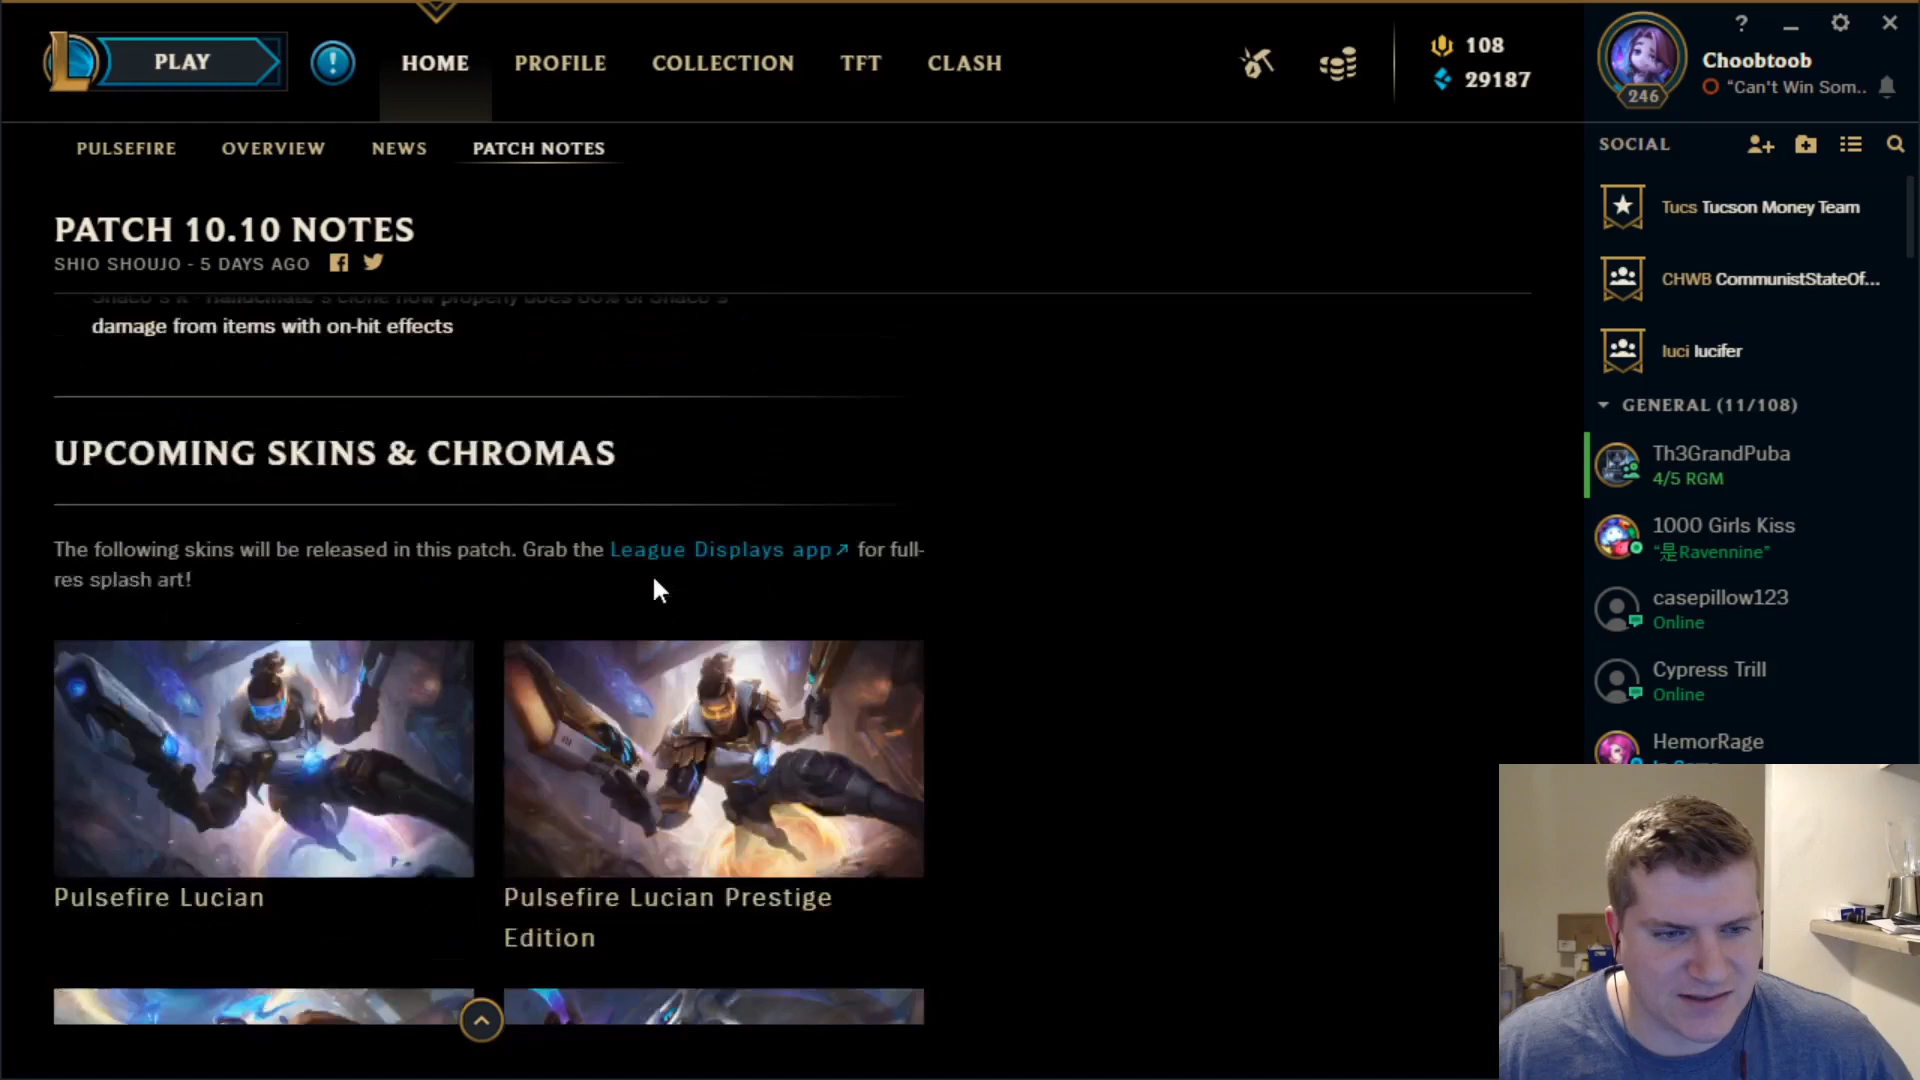 PLAY
HOME
PROFILE
COLLECTION
TFT
CLASH
108
29187
246
Choobtoob
"Can't Win Som..
PULSEFIRE
OVERVIEW
NEWS
PATCH NOTES
SOCIAL
PATCH 10.10 NOTES
SHIO SHOUJO - 5 DAYS AGO
damage from items with on-hit effects
UPCOMING SKINS & CHROMAS
The following skins will be released in this patch. Grab the League Displays app for full-
res splash art!
Pulsefire Lucian
Pulsefire Lucian Prestige
Edition
Tucs Tucson Money Team
CHWB CommunistStateOf...
luci lucifer
GENERAL (11/108)
Th3GrandPuba
4/5 RGM
1000 Girls Kiss
"是Ravennine"
casepillow123
Online
Cypress Trill
Online
HemorRage